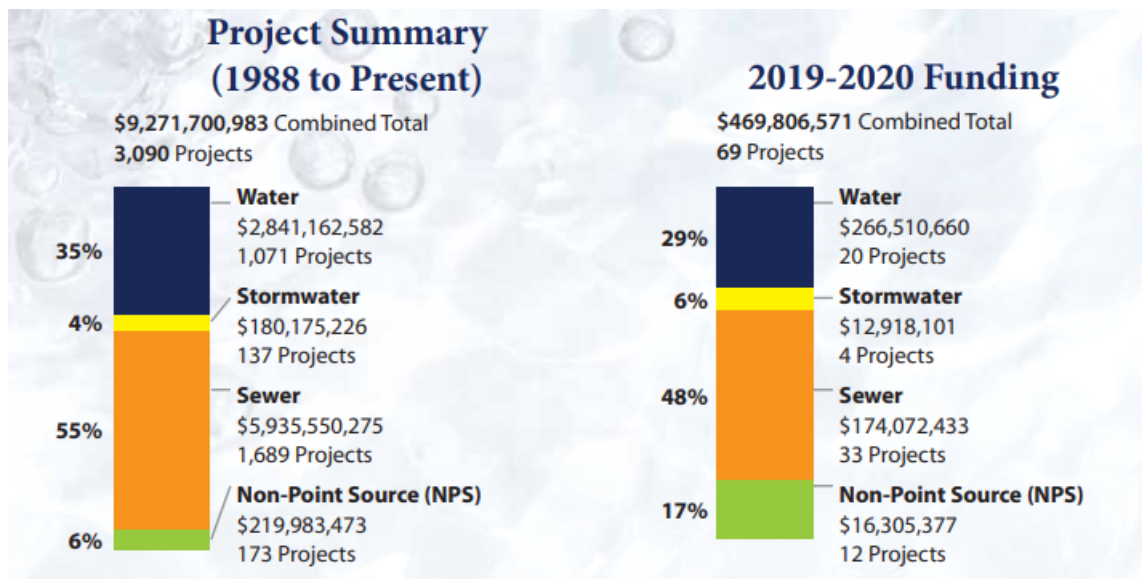 Project Summary
(1988 to Present)
$9,271,700,983 Combined Total
3,090 Projects
35%
4%
55%
6%
Water
$2,841,162,582
1,071 Projects
Stormwater
$180,175,226
137 Projects
Sewer
$5,935,550,275
1,689 Projects
Non-Point Source (NPS)
$219,983,473
173 Projects
2019-2020 Funding
$469,806,571 Combined Total
69 Projects
29%
6%
48%
17%
Water
$266,510,660
20 Projects
Stormwater
$12,918,101
4 Projects
Sewer
$174,072,433
33 Projects
Non-Point Source (NPS)
$16,305,377
12 Projects